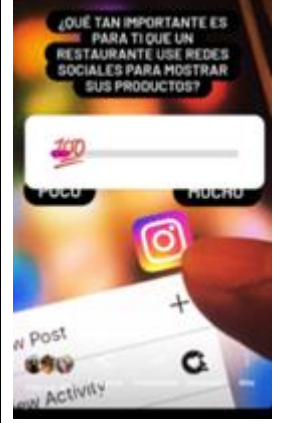 ¿QUÉ TAN IMPORTANTE ES
PARA TI QUE UN
RESTAURANTE USE REDES
SOCIALES PARA MOSTRAR
SUS PRODUCTOS?
💯
POCO
MUCHO
w Post
ew Activity